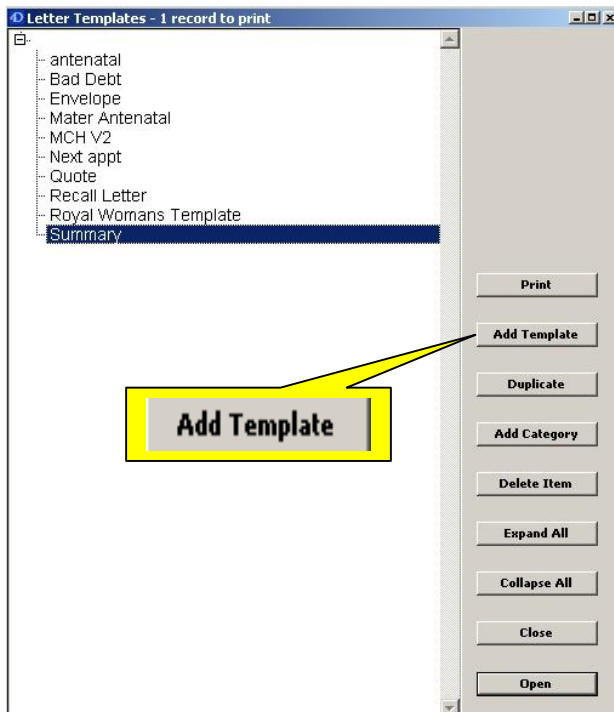 Letter Templates - 1 record to print
antenatal
Bad Debt
Envelope
Mater Antenatal
MCH V2
Next appt
Quote
Recall Letter
Royal Womans Template
Summary
Print
Add Template
Duplicate
Add Category
Delete Item
Expand All
Collapse All
Close
Open
Add Template